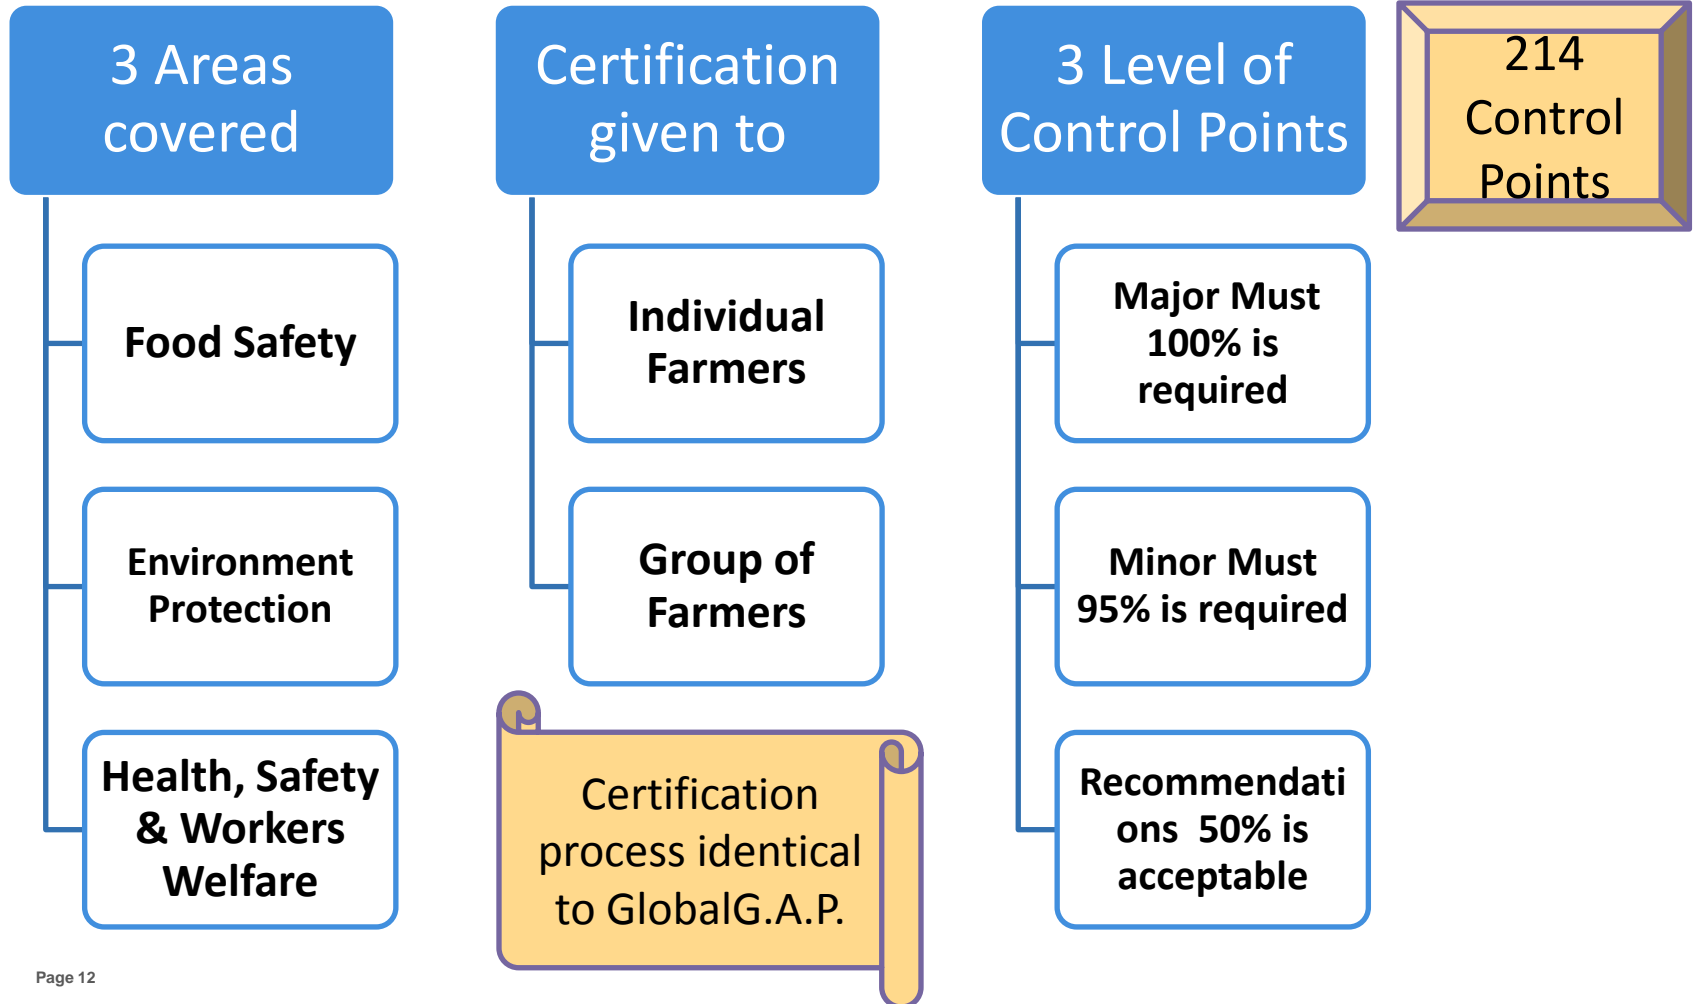 3 Areas
covered
Food Safety
Environment
Protection
Health, Safety
& Workers
Welfare
Certification
given to
Individual
Farmers
Group of
Farmers
Certification
process identical
to GlobalG.A.P.
3 Level of
Control Points
Major Must
100% is
required
Minor Must
95% is required
Recommendati
ons 50% is
acceptable
214
Control
Points
Page 12